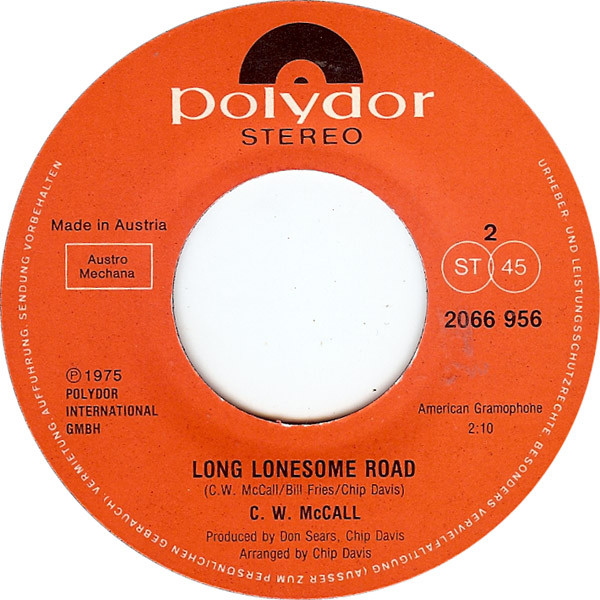 polydor
STEREO
Made in Austria
Austro
Mechana
2
ST 45
2066 956
℗ 1975
POLYDOR
INTERNATIONAL
GMBH
American Gramophone
2:10
LONG LONESOME ROAD
(C.W. McCall/Bill Fries/Chip Davis)
C. W. McCALL
Produced by Don Sears, Chip Davis
Arranged by Chip Davis
URHEBER- UND LEISTUNGSSCHUTZRECHTE, BESONDERS VERVIELFÄLTIGUNG (AUSSER ZUM PERSÖNLICHEN GEBRAUCH), VERMIETUNG, AUFFÜHRUNG, SENDUNG VORBEHALTEN